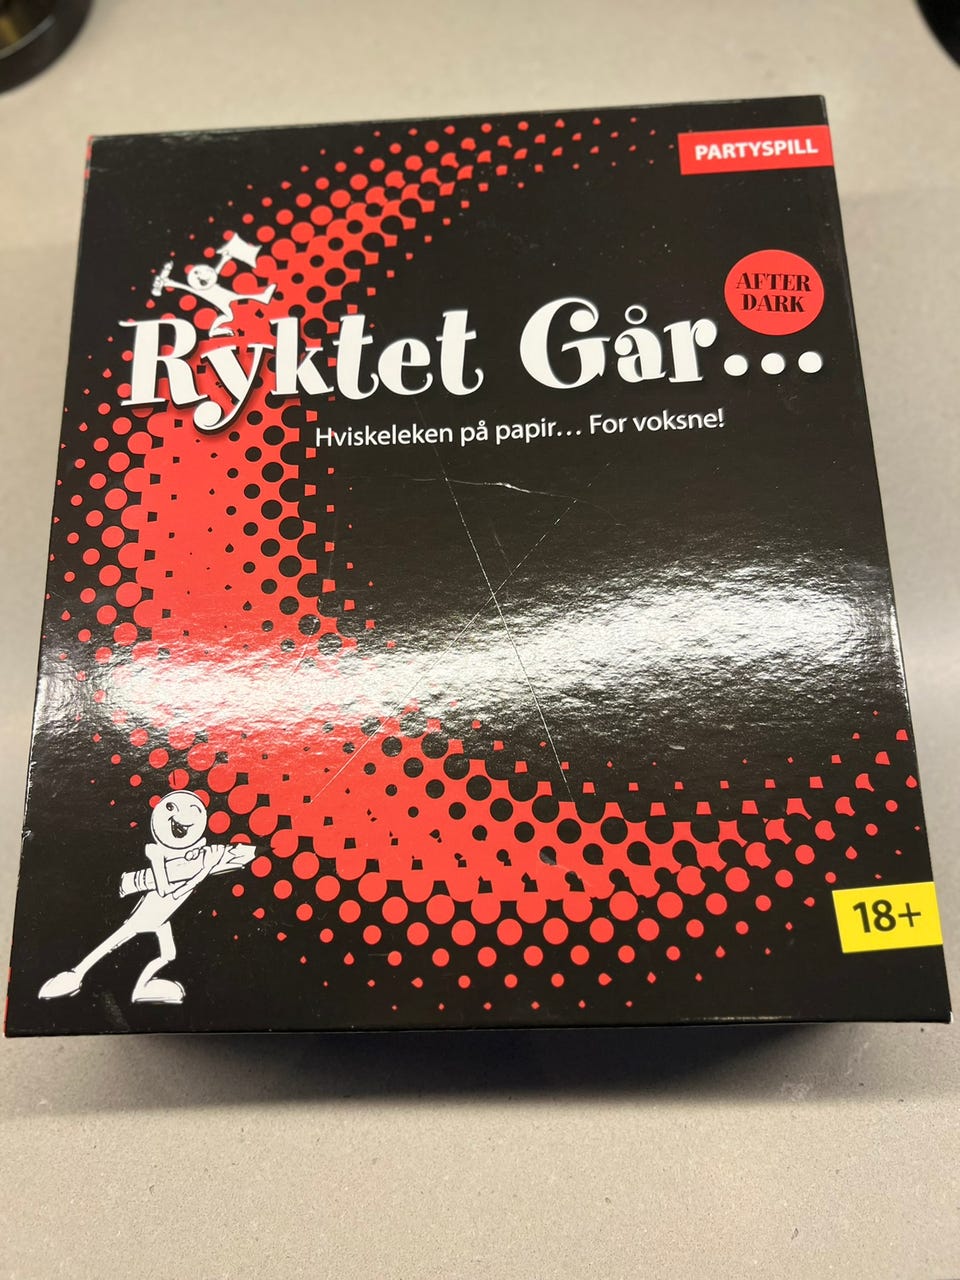 PARTYSPILL
AFTER
DARK
Ryktet Går...
Hviskeleken på papir... For voksne!
18+